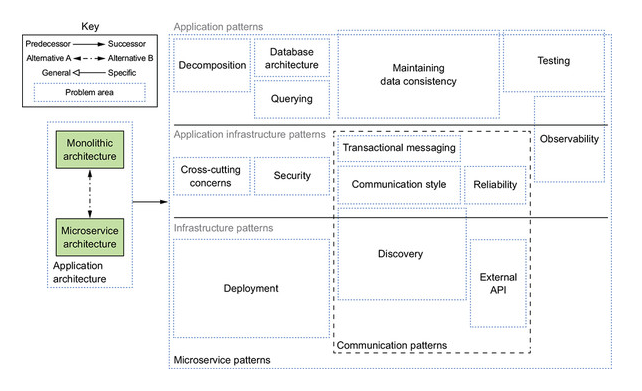 Key
Predecessor
Successor
Alternative A
Alternative B
General
Specific
Problem area
Monolithic
architecture
Microservice
architecture
Application
architecture
Application patterns
Decomposition
Database
architecture
Querying
Maintaining
data consistency
Testing
Observability
Application infrastructure patterns
Cross-cutting
concerns
Security
Transactional messaging
Communication style
Reliability
Infrastructure patterns
Deployment
Discovery
External
API
Communication patterns
Microservice patterns